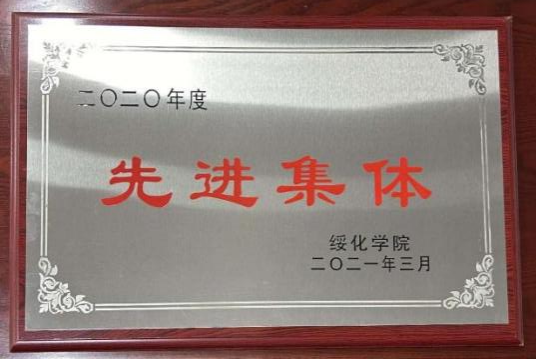 二〇二〇年度
先进集体
绥化学院
二〇二一年三月